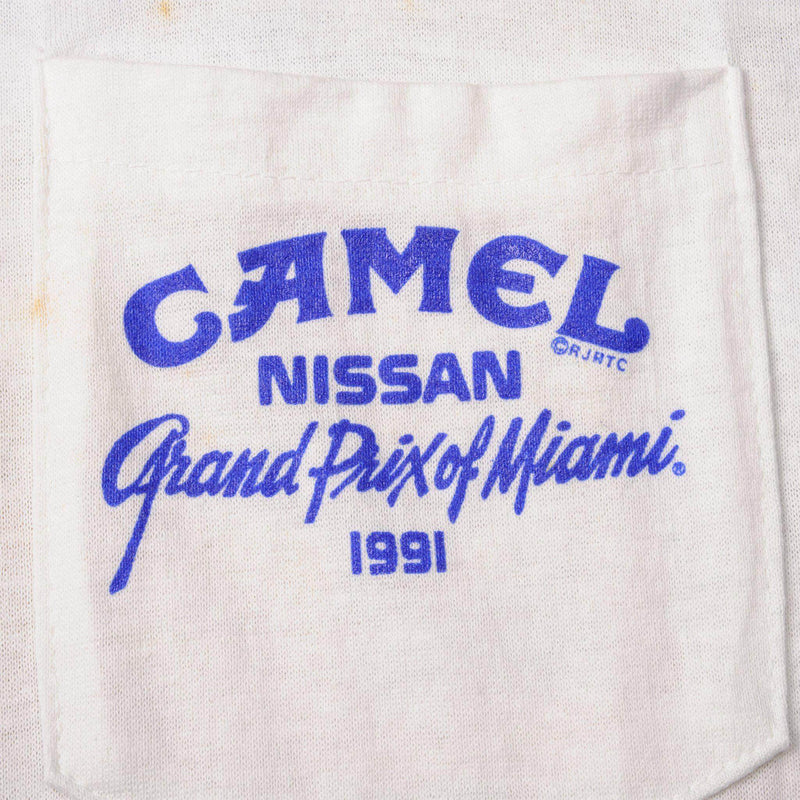 CAMEL
©RJRTC
NISSAN
Grand Prix of Miami®
1991